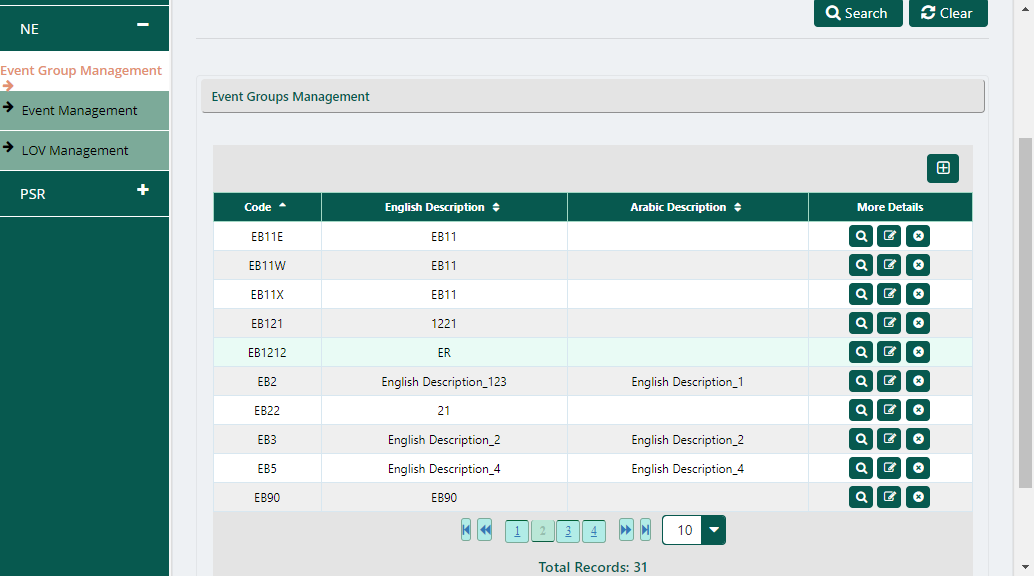 NE
Event Group Management
Event Management
LOV Management
PSR
Search Clear
Event Groups Management
Code English Description Arabic Description More Details
EB11E EB11
EB11W EB11
EB11X EB11
EB121 1221
EB1212 ER
EB2 English Description_123 English Description_1
EB22 21
EB3 English Description_2 English Description_2
EB5 English Description_4 English Description_4
EB90 EB90
1 2 3 4 10
Total Records: 31